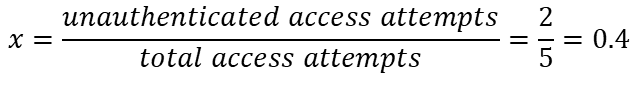 x = unauthenticated access attempts / total access attempts = 2/5 = 0.4